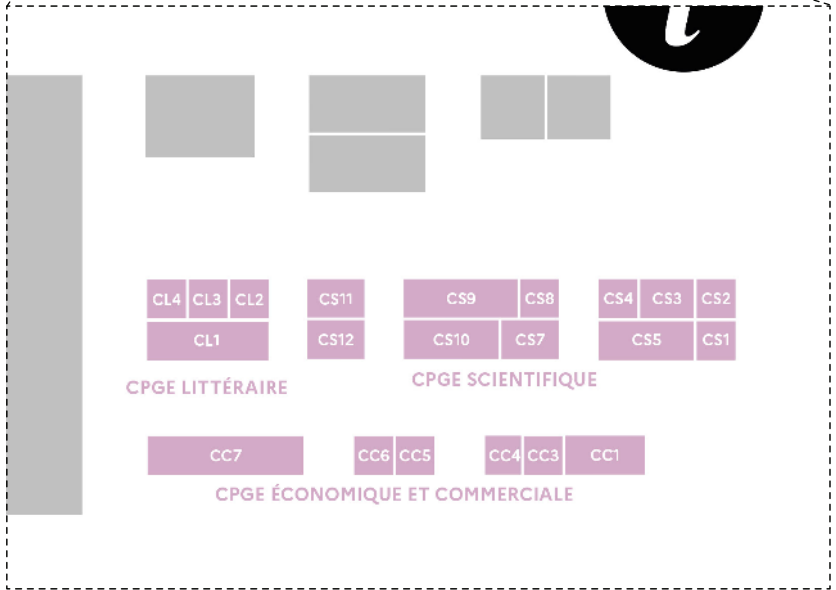 i
CL4 CL3 CL2 CS11 CS9 CS8 CS4 CS3 CS2
CL1 CS12 CS10 CS7 CS5 CS1
CPGE LITTÉRAIRE CPGE SCIENTIFIQUE
CC7 CC6 CC5 CC4 CC3 CC1
CPGE ÉCONOMIQUE ET COMMERCIALE